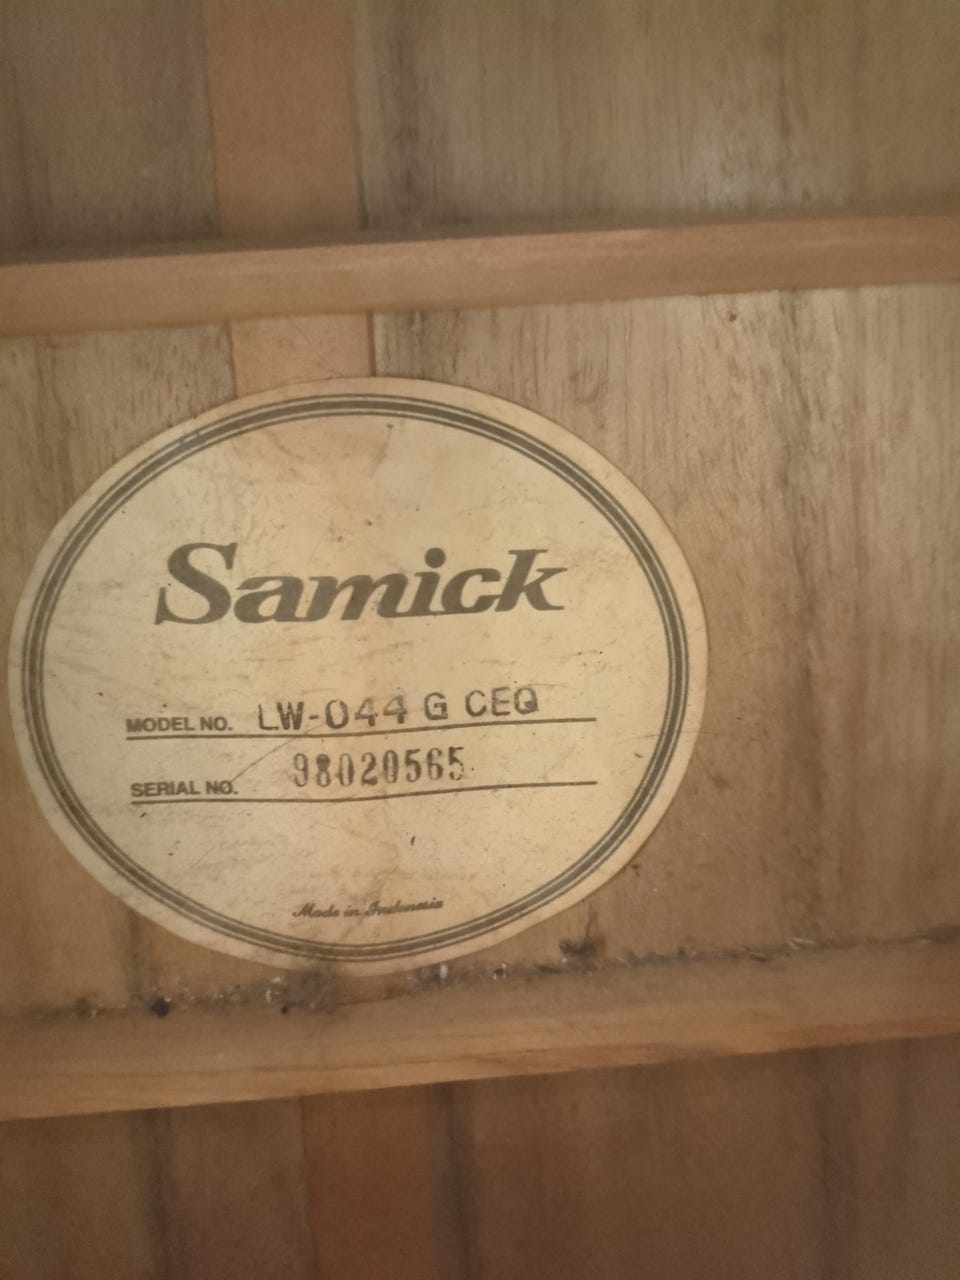 Samick
MODEL NO. LW-044 G CEQ
SERIAL NO. 98020565
Made in Indonesia